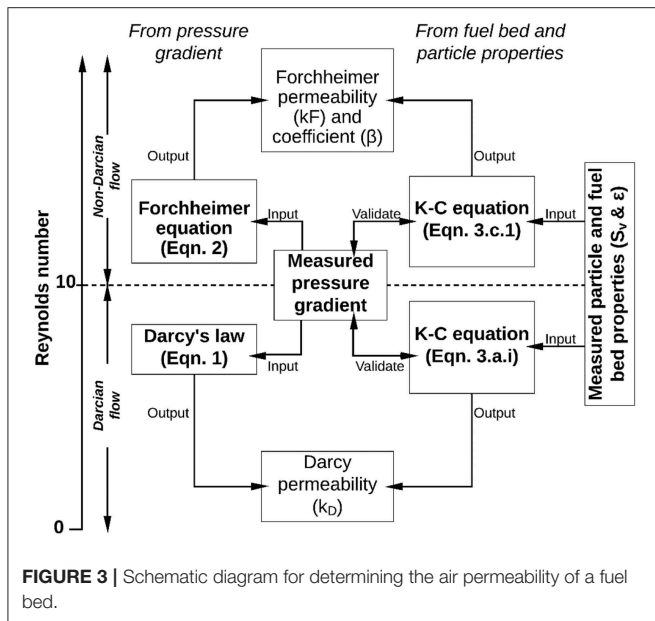 From pressure
gradient
From fuel bed and
particle properties
Forchheimer
permeability
(kF) and
coefficient (β)
Output
Output
Non-Darcian
flow
Forchheimer
equation
(Eqn. 2)
Input
Validate
K-C equation
(Eqn. 3.c.1)
Input
Measured
pressure
gradient
Reynolds number
10
Measured particle and fuel
bed properties (Sᵥ & ε)
Darcy's law
(Eqn. 1)
Input
Validate
K-C equation
(Eqn. 3.a.i)
Input
Darcian
flow
Output
Output
Darcy
permeability
(k_D)
0
FIGURE 3 | Schematic diagram for determining the air permeability of a fuel
bed.